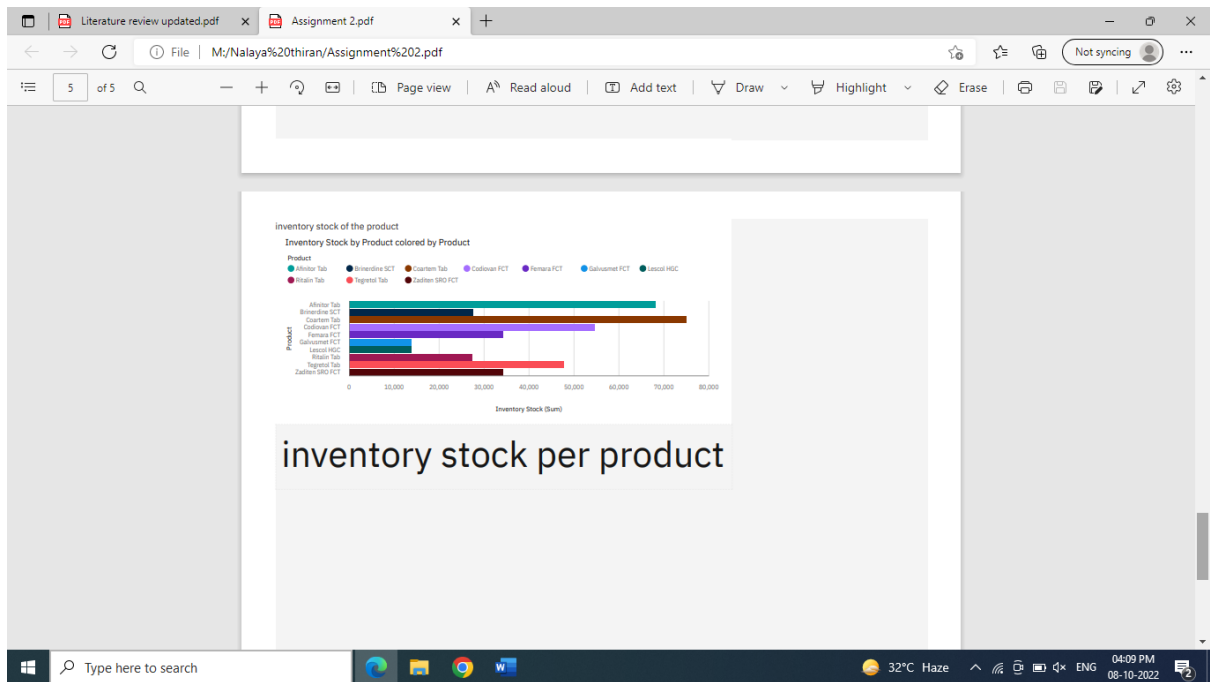 Literature review updated.pdf
Assignment 2.pdf
File
M:/Nalaya%20thiran/Assignment%202.pdf
Not syncing
5 of 5
Page view
Read aloud
Add text
Draw
Highlight
Erase
inventory stock of the product
Inventory Stock by Product colored by Product
Product
Afinitor Tab Brinerdine SCT Coartem Tab Codiovan FCT Femara FCT Galvusmet FCT Lescol HGC
Ritalin Tab Tegretol Tab Zaditen SRO FCT
Product
Afinitor Tab
Brinerdine SCT
Coartem Tab
Codiovan FCT
Femara FCT
Galvusmet FCT
Lescol HGC
Ritalin Tab
Tegretol Tab
Zaditen SRO FCT
0 10,000 20,000 30,000 40,000 50,000 60,000 70,000 80,000
Inventory Stock (Sum)
inventory stock per product
Type here to search
32°C Haze
ENG
04:09 PM
08-10-2022
2